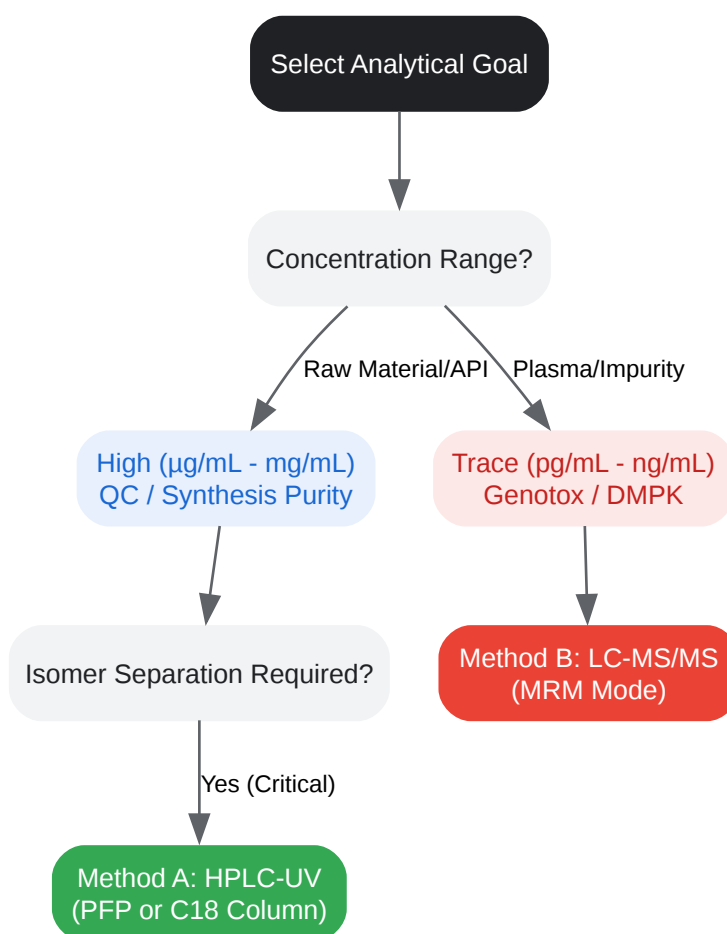 Select Analytical Goal
Concentration Range?
Raw Material/API
Plasma/Impurity
High (µg/mL - mg/mL)
QC / Synthesis Purity
Trace (pg/mL - ng/mL)
Genotox / DMPK
Isomer Separation Required?
Method B: LC-MS/MS
(MRM Mode)
Yes (Critical)
Method A: HPLC-UV
(PFP or C18 Column)